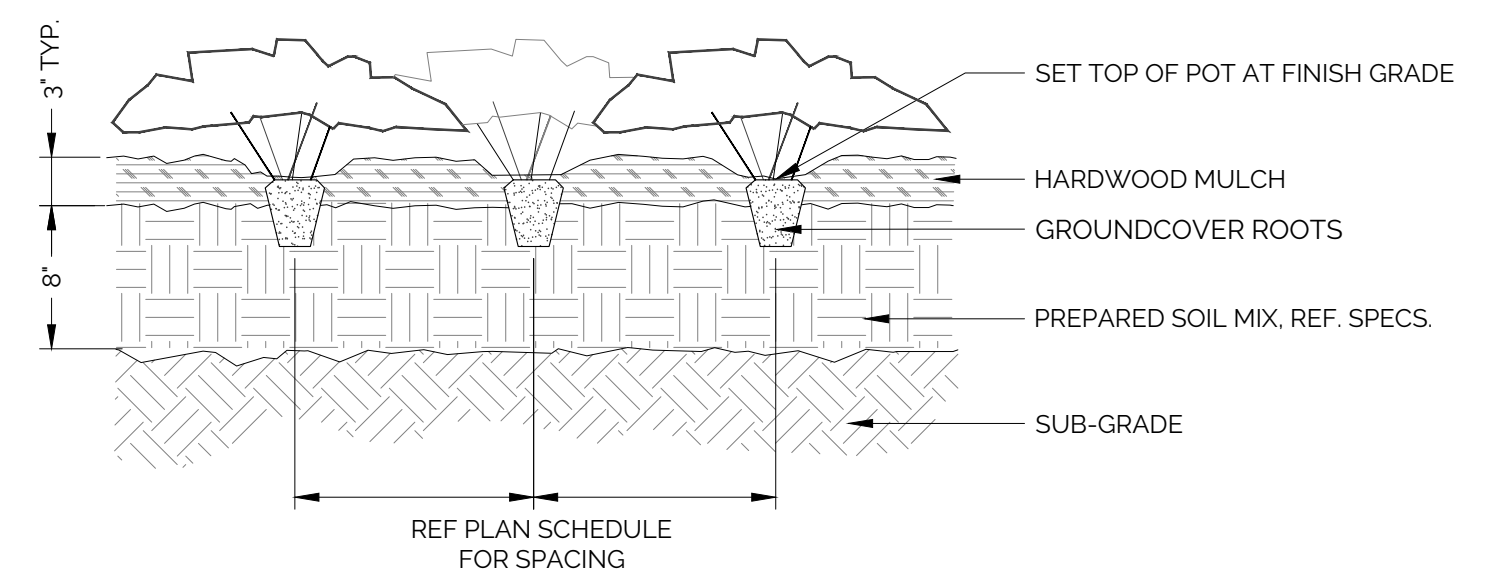 3" TYP.
8"
SET TOP OF POT AT FINISH GRADE
HARDWOOD MULCH
GROUNDCOVER ROOTS
PREPARED SOIL MIX, REF. SPECS.
SUB-GRADE
REF PLAN SCHEDULE
FOR SPACING